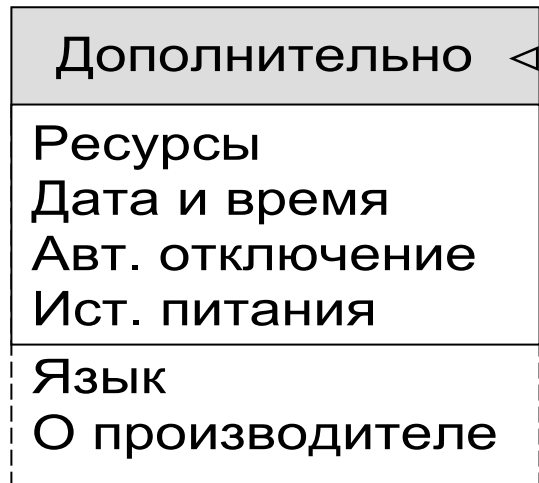 Дополнительно
Ресурсы
Дата и время
Авт. отключение
Ист. питания
Язык
О производителе